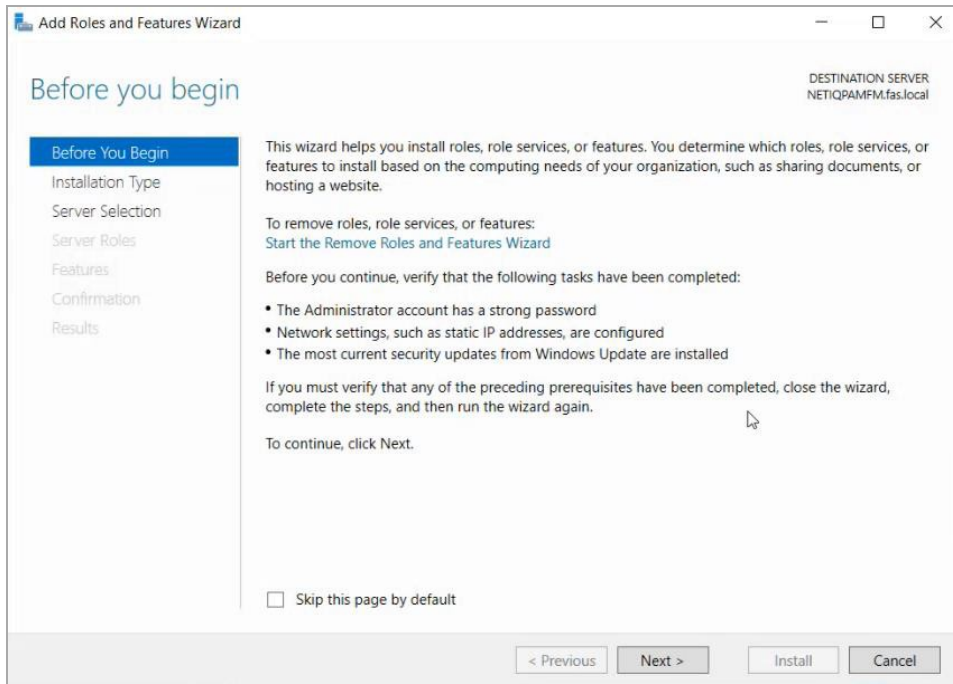 Add Roles and Features Wizard
Before you begin
DESTINATION SERVER
NETIQPAMFM.fas.local
Before You Begin
Installation Type
Server Selection
Server Roles
Features
Confirmation
Results
This wizard helps you install roles, role services, or features. You determine which roles, role services, or
features to install based on the computing needs of your organization, such as sharing documents, or
hosting a website.
To remove roles, role services, or features:
Start the Remove Roles and Features Wizard
Before you continue, verify that the following tasks have been completed:
• The Administrator account has a strong password
• Network settings, such as static IP addresses, are configured
• The most current security updates from Windows Update are installed
If you must verify that any of the preceding prerequisites have been completed, close the wizard,
complete the steps, and then run the wizard again.
To continue, click Next.
Skip this page by default
< Previous
Next >
Install
Cancel